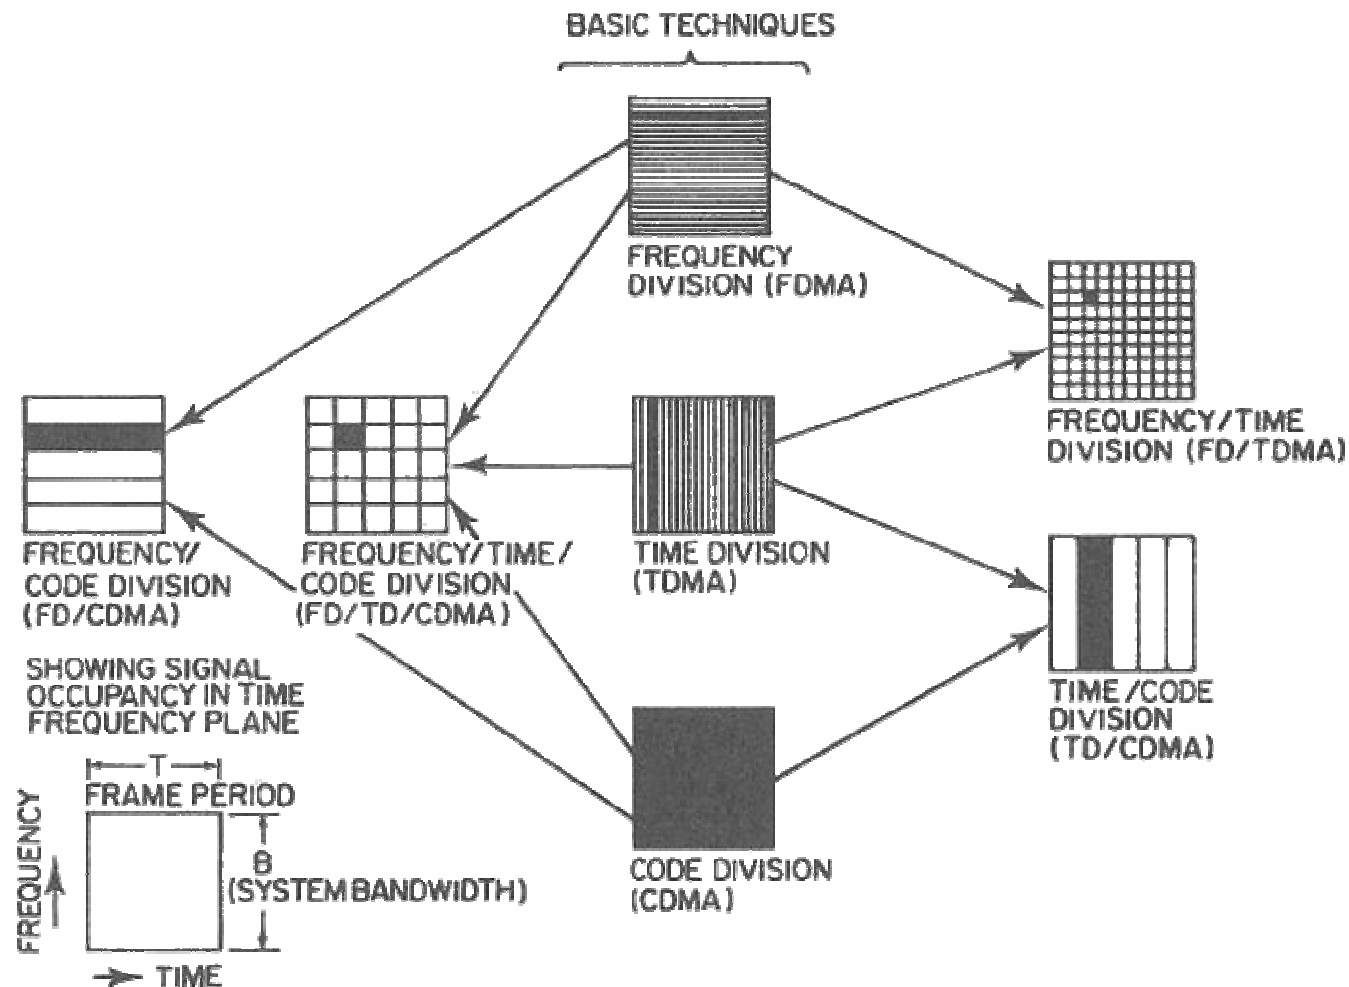 BASIC TECHNIQUES
FREQUENCY
DIVISION (FDMA)
FREQUENCY/TIME
DIVISION (FD/TDMA)
FREQUENCY/
CODE DIVISION
(FD/CDMA)
FREQUENCY/TIME/
CODE DIVISION
(FD/TD/CDMA)
TIME DIVISION
(TDMA)
TIME/CODE
DIVISION
(TD/CDMA)
SHOWING SIGNAL
OCCUPANCY IN TIME
FREQUENCY PLANE
T
FRAME PERIOD
FREQUENCY
B
(SYSTEM BANDWIDTH)
TIME
CODE DIVISION
(CDMA)